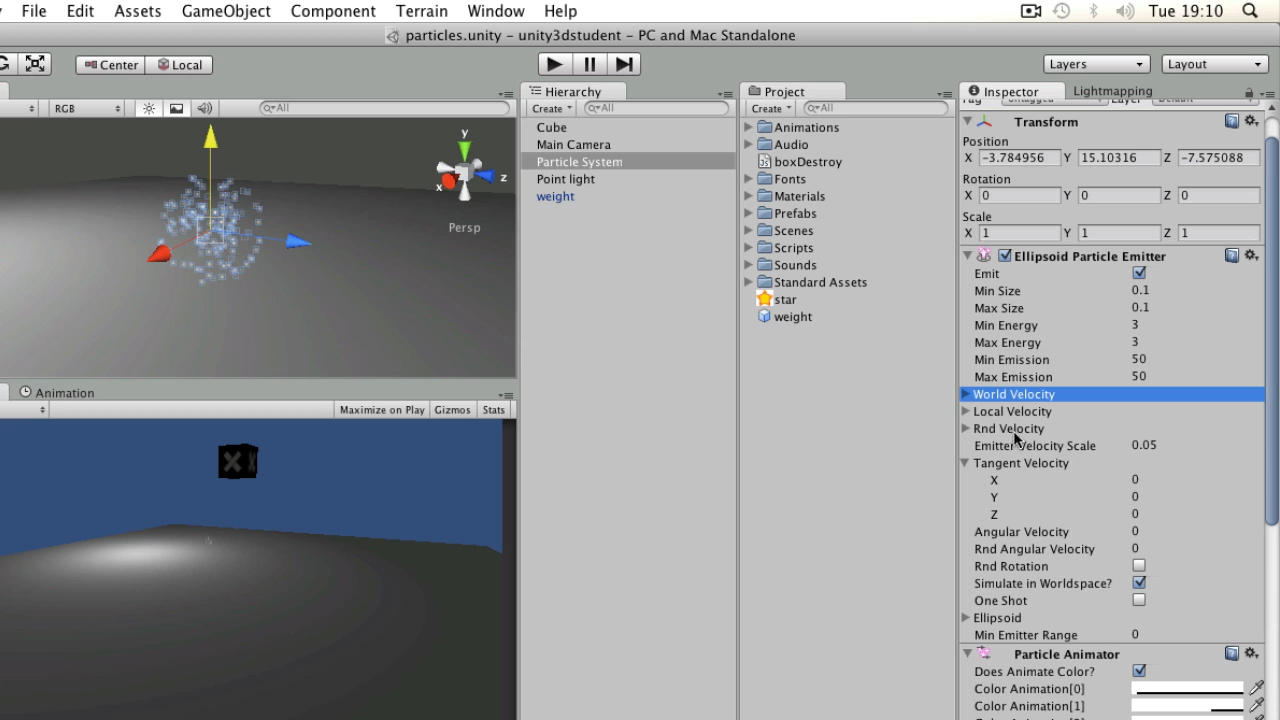 File Edit Assets GameObject Component Terrain Window Help Tue 19:10
particles.unity – unity3dstudent – PC and Mac Standalone
Center Local Layers Layout
Hierarchy Project Inspector Lightmapping
RGB All Create All Create All
Transform
Position
X -3.784956 Y 15.10316 Z -7.575088
Rotation
X 0 Y 0 Z 0
Scale
X 1 Y 1 Z 1
Ellipsoid Particle Emitter
Emit
Min Size 0.1
Max Size 0.1
Min Energy 3
Max Energy 3
Min Emission 50
Max Emission 50
World Velocity
Local Velocity
Rnd Velocity
Emitter Velocity Scale 0.05
Tangent Velocity
X 0
Y 0
Z 0
Angular Velocity 0
Rnd Angular Velocity 0
Rnd Rotation
Simulate in Worldspace?
One Shot
Ellipsoid
Min Emitter Range 0
Particle Animator
Does Animate Color?
Color Animation[0]
Color Animation[1]
Cube
Main Camera
Particle System
Point light
weight
Animations
Audio
boxDestroy
Fonts
Materials
Prefabs
Scenes
Scripts
Sounds
Standard Assets
star
weight
y
x z
Persp
Animation
Maximize on Play Gizmos Stats